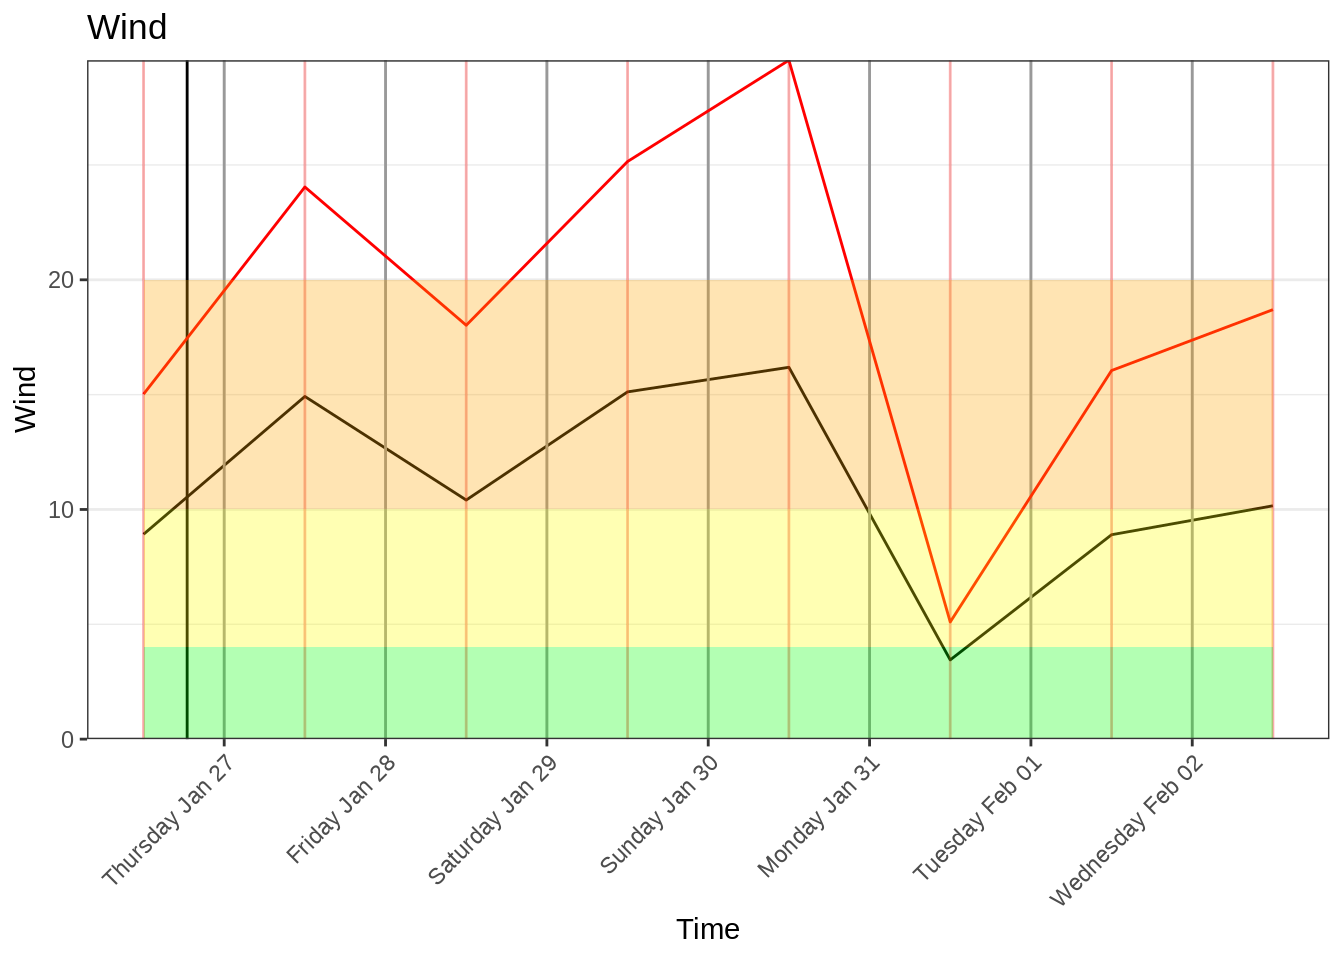 Wind
Wind
20
10
0
Thursday Jan 27
Friday Jan 28
Saturday Jan 29
Sunday Jan 30
Monday Jan 31
Tuesday Feb 01
Wednesday Feb 02
Time